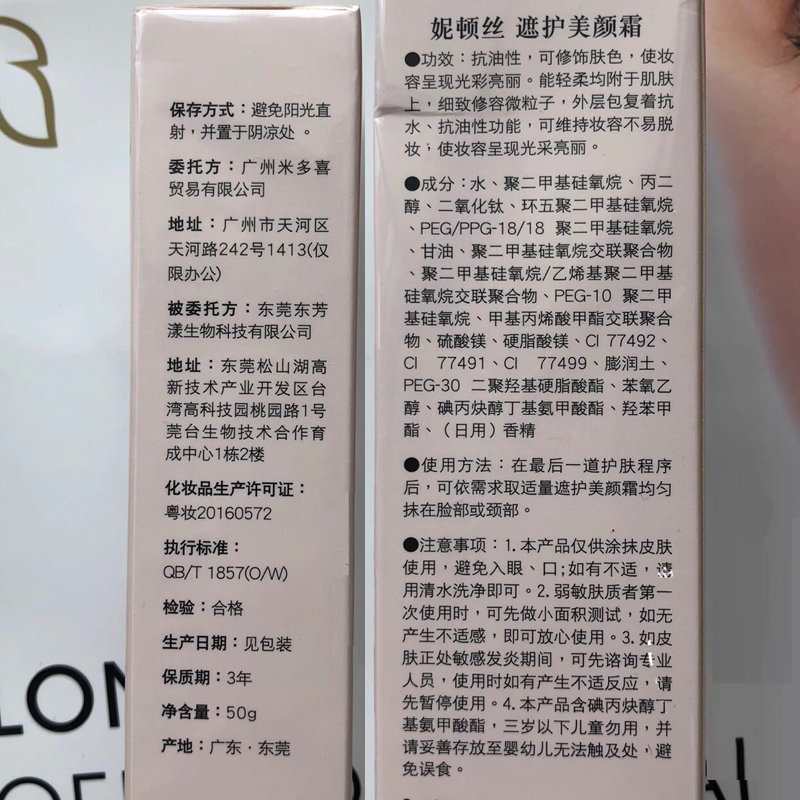 保存方式：避免阳光直
射，并置于阴凉处。
委托方：广州米多喜
贸易有限公司
地址：广州市天河区
天河路242号1413(仅
限办公)
被委托方：东莞东芳
漾生物科技有限公司
地址：东莞松山湖高
新技术产业开发区台
湾高科技园桃园路1号
莞台生物技术合作育
成中心1栋2楼
化妆品生产许可证：
粤妆20160572
执行标准：
QB/T 1857(O/W)
检验：合格
生产日期：见包装
保质期：3年
净含量：50g
产地：广东·东莞
妮顿丝 遮护美颜霜
●功效：抗油性，可修饰肤色，使妆
容呈现光彩亮丽。能轻柔均附于肌肤
上，细致修容微粒子，外层包复着抗
水、抗油性功能，可维持妆容不易脱
妆，使妆容呈现光采亮丽。
●成分：水、聚二甲基硅氧烷、丙二
醇、二氧化钛、环五聚二甲基硅氧烷
、PEG/PPG-18/18 聚二甲基硅氧烷
、甘油、聚二甲基硅氧烷交联聚合物
、聚二甲基硅氧烷/乙烯基聚二甲基
硅氧烷交联聚合物、PEG-10 聚二甲
基硅氧烷、甲基丙烯酸甲酯交联聚合
物、硫酸镁、硬脂酸镁、CI 77492、
CI 77491、CI 77499、膨润土、
PEG-30 二聚羟基硬脂酸酯、苯氧乙
醇、碘丙炔醇丁基氨甲酸酯、羟苯甲
酯、（日用）香精
●使用方法：在最后一道护肤程序
后，可依需求取适量遮护美颜霜均匀
抹在脸部或颈部。
●注意事项：1.本产品仅供涂抹皮肤
使用，避免入眼、口;如有不适，请
用清水洗净即可。2.弱敏肤质者第一
次使用时，可先做小面积测试，如无
产生不适感，即可放心使用。3.如皮
肤正处敏感发炎期间，可先谘询专业
人员，使用时如有产生不适反应，请
先暂停使用。4.本产品含碘丙炔醇丁
基氨甲酸酯，三岁以下儿童勿用，并
请妥善存放至婴幼儿无法触及处，避
免误食。